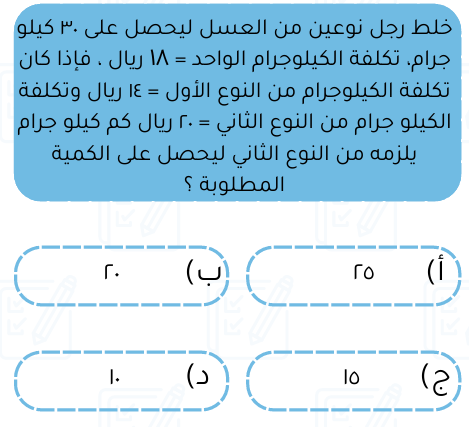 خلط رجل نوعين من العسل ليحصل على ٣٠ كيلو
جرام، تكلفة الكيلوجرام الواحد = ١٨ ريال ، فإذا كان
تكلفة الكيلوجرام من النوع الأول = ١٤ ريال وتكلفة
الكيلو جرام من النوع الثاني = ٢٠ ريال كم كيلو جرام
يلزمه من النوع الثاني ليحصل على الكمية
المطلوبة ؟
أ) ٢٥
ب) ٢٠
ج) ١٥
د) ١٠